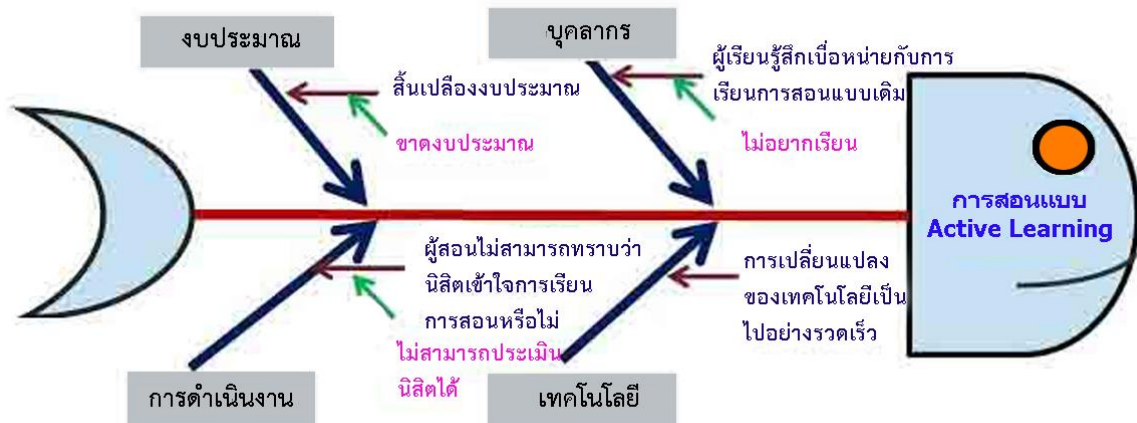 งบประมาณ
บุคลากร
สิ้นเปลืองงบประมาณ
ขาดงบประมาณ
ผู้เรียนรู้สึกเบื่อหน่ายกับการ
เรียนการสอนแบบเดิม
ไม่อยากเรียน
การสอนแบบ
Active Learning
ผู้สอนไม่สามารถทราบว่า
นิสิตเข้าใจการเรียน
การสอนหรือไม่
ไม่สามารถประเมิน
นิสิตได้
การเปลี่ยนแปลง
ของเทคโนโลยีเป็น
ไปอย่างรวดเร็ว
การดำเนินงาน
เทคโนโลยี